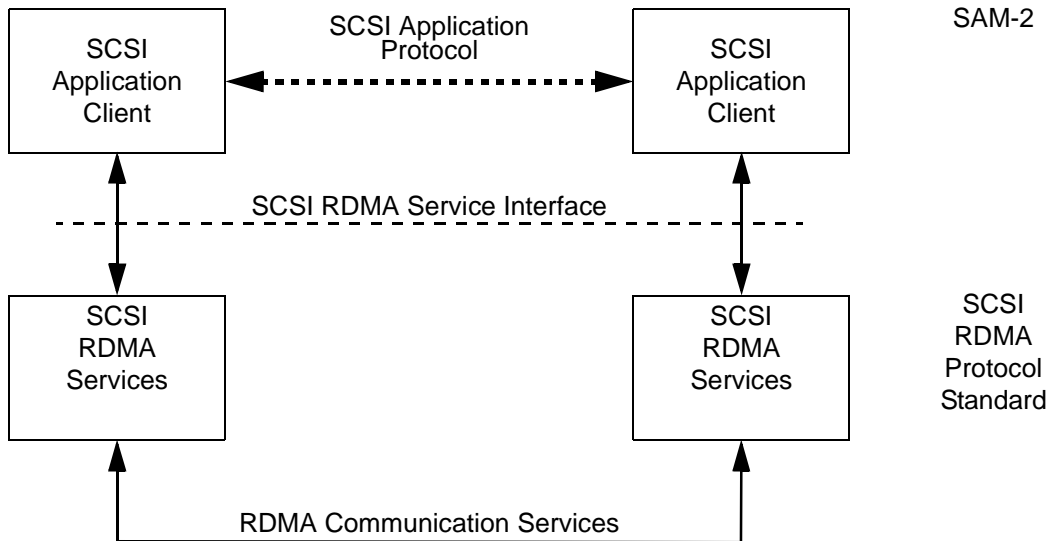 SCSI Application
Protocol
SAM-2
SCSI
Application
Client
SCSI
Application
Client
SCSI RDMA Service Interface
SCSI
RDMA
Services
SCSI
RDMA
Services
SCSI
RDMA
Protocol
Standard
RDMA Communication Services